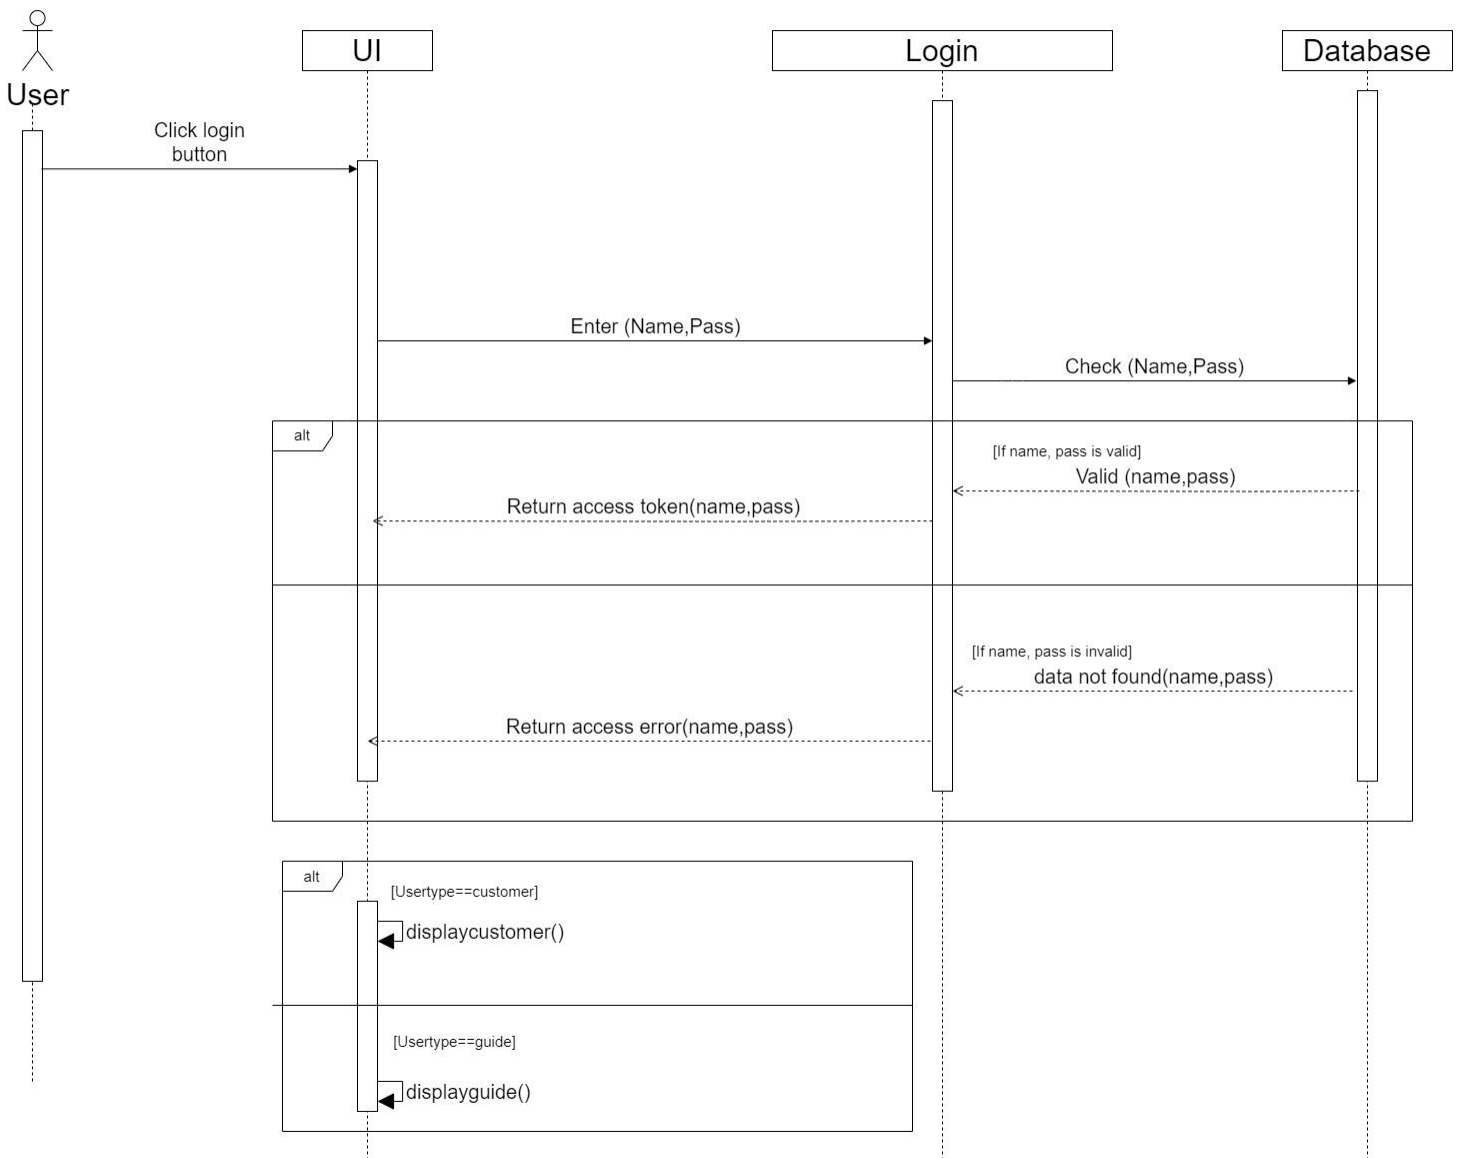 User
UI
Login
Database
Click login
button
Enter (Name,Pass)
Check (Name,Pass)
alt
[If name, pass is valid]
Valid (name,pass)
Return access token(name,pass)
[If name, pass is invalid]
data not found(name,pass)
Return access error(name,pass)
alt
[Usertype==customer]
displaycustomer()
[Usertype==guide]
displayguide()